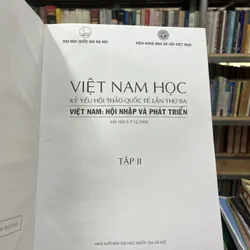 ĐẠI HỌC QUỐC GIA HÀ NỘI
VIỆN KHOA HỌC XÃ HỘI VIỆT NAM
VIỆT NAM HỌC
KỶ YẾU HỘI THẢO QUỐC TẾ LẦN THỨ BA
VIỆT NAM: HỘI NHẬP VÀ PHÁT TRIỂN
HÀ NỘI 5-7.12.2008
TẬP II
NHÀ XUẤT BẢN ĐẠI HỌC QUỐC GIA HÀ NỘI